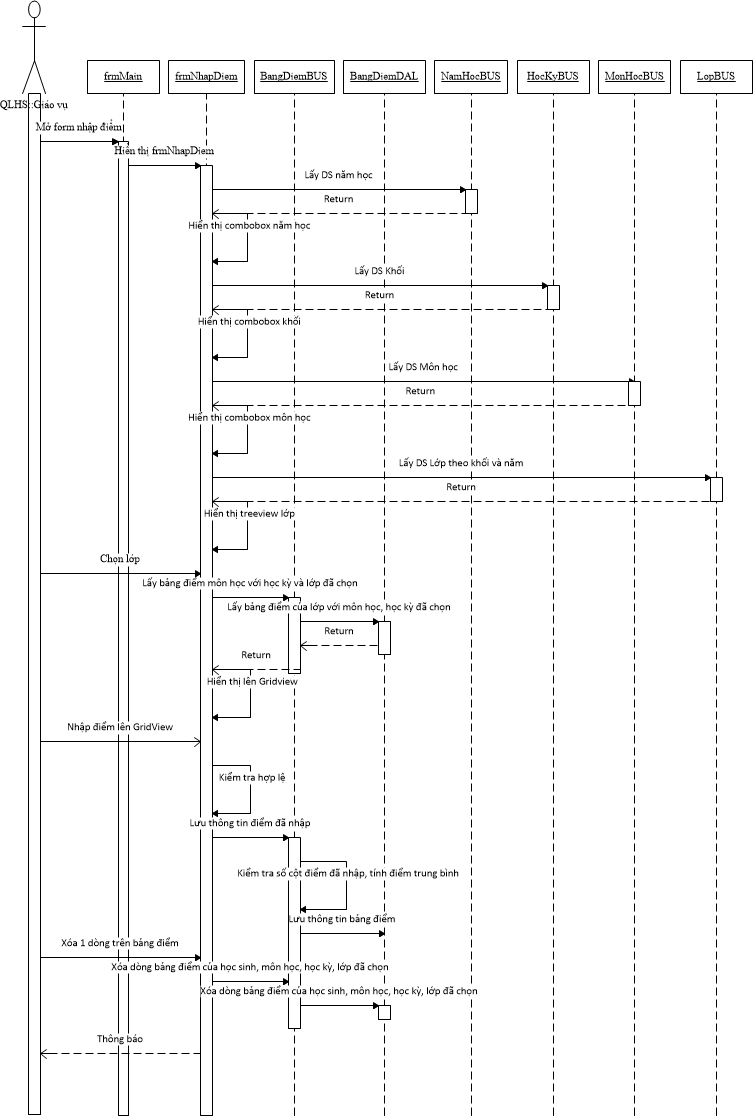 frmMain
frmNhapDiem
BangDiemBUS
BangDiemDAL
NamHocBUS
HocKyBUS
MonHocBUS
LopBUS
QLHS::Giáo vụ
Mở form nhập điểm
Hiển thị frmNhapDiem
Lấy DS năm học
Return
Hiển thị combobox năm học
Lấy DS Khối
Return
Hiển thị combobox khối
Lấy DS Môn học
Return
Hiển thị combobox môn học
Lấy DS Lớp theo khối và năm
Return
Hiển thị treeview lớp
Chọn lớp
Lấy bảng điểm môn học với học kỳ và lớp đã chọn
Lấy bảng điểm của lớp với môn học, học kỳ đã chọn
Return
Return
Hiển thị lên Gridview
Nhập điểm lên GridView
Kiểm tra hợp lệ
Lưu thông tin điểm đã nhập
Kiểm tra số cột điểm đã nhập, tính điểm trung bình
Lưu thông tin bảng điểm
Xóa 1 dòng trên bảng điểm
Xóa dòng bảng điểm của học sinh, môn học, học kỳ, lớp đã chọn
Xóa dòng bảng điểm của học sinh, môn học, học kỳ, lớp đã chọn
Thông báo